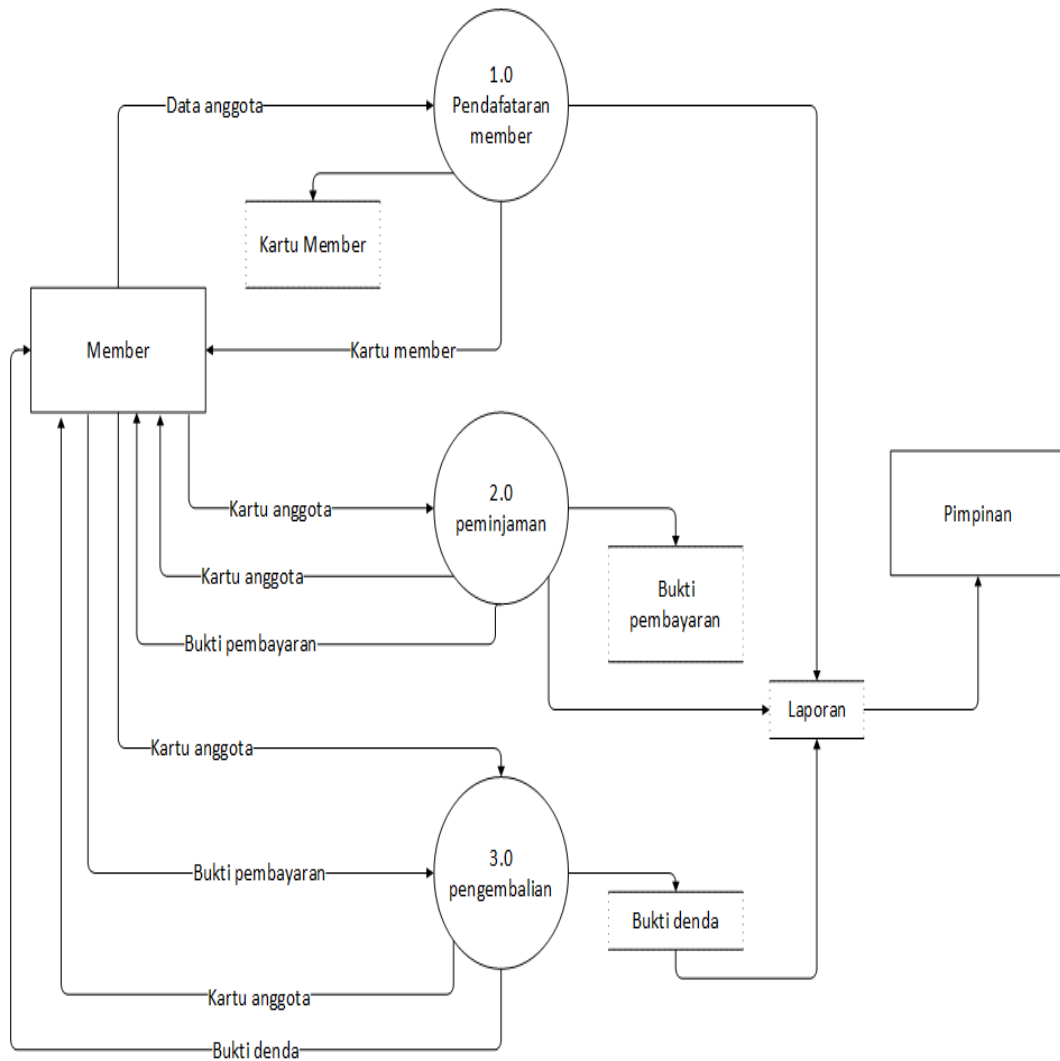 1.0
Pendafataran
member
Data anggota
Kartu Member
Member
Kartu member
2.0
peminjaman
Kartu anggota
Kartu anggota
Bukti pembayaran
Bukti
pembayaran
Pimpinan
Laporan
Kartu anggota
3.0
pengembalian
Bukti pembayaran
Bukti denda
Kartu anggota
Bukti denda